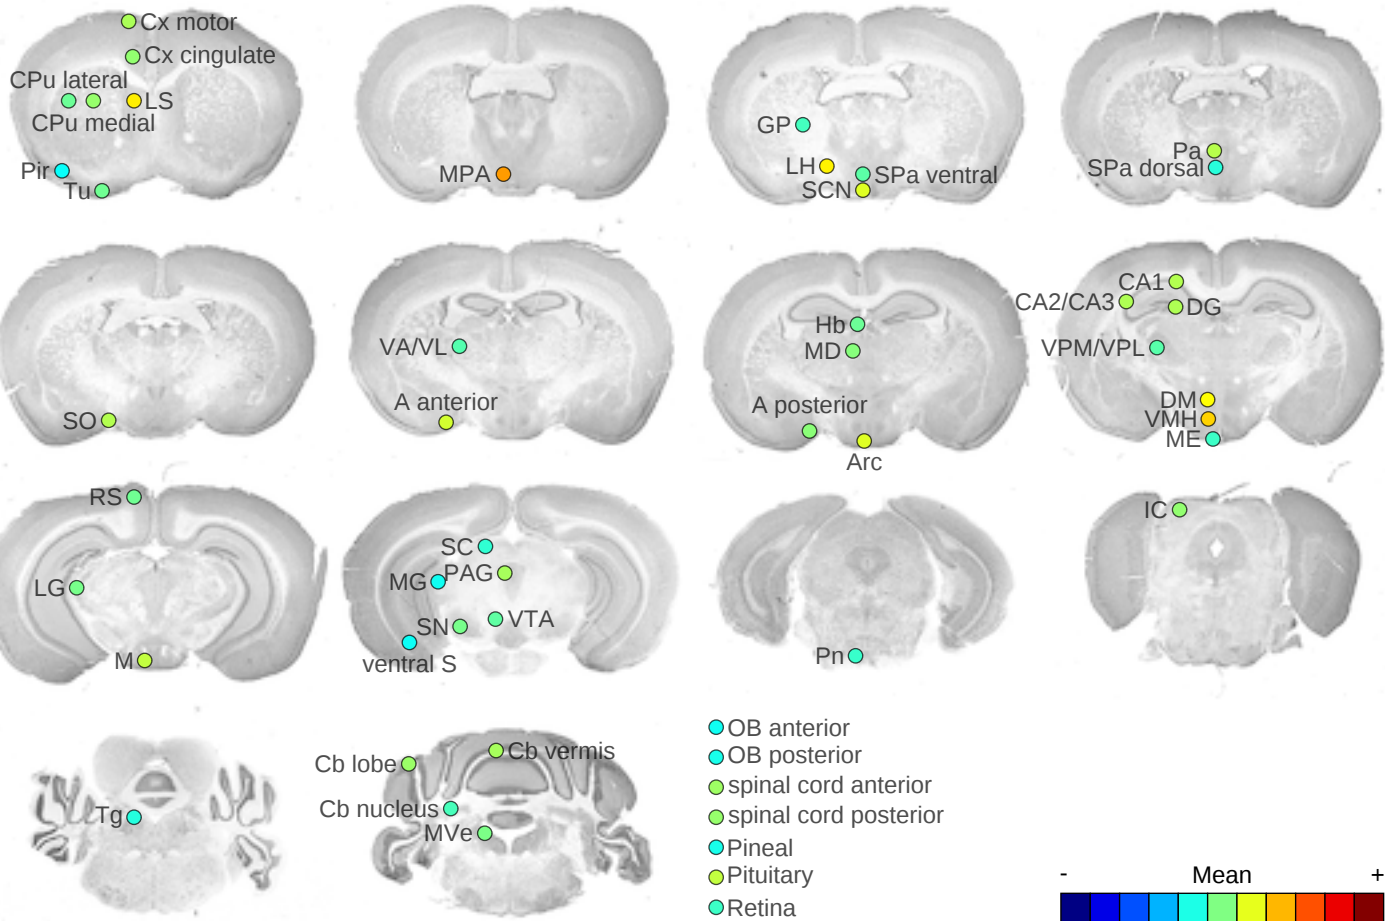 Cx motor
Cx cingulate
CPu lateral
LS
CPu medial
Pir
Tu
MPA
GP
LH
SPa ventral
SCN
Pa
SPa dorsal
SO
VA/VL
A anterior
Hb
MD
A posterior
Arc
CA1
CA2/CA3
DG
VPM/VPL
DM
VMH
ME
RS
LG
M
SC
MG
PAG
SN
VTA
ventral S
Pn
IC
Tg
Cb lobe
Cb vermis
Cb nucleus
MVe
OB anterior
OB posterior
spinal cord anterior
spinal cord posterior
Pineal
Pituitary
Retina
- Mean +